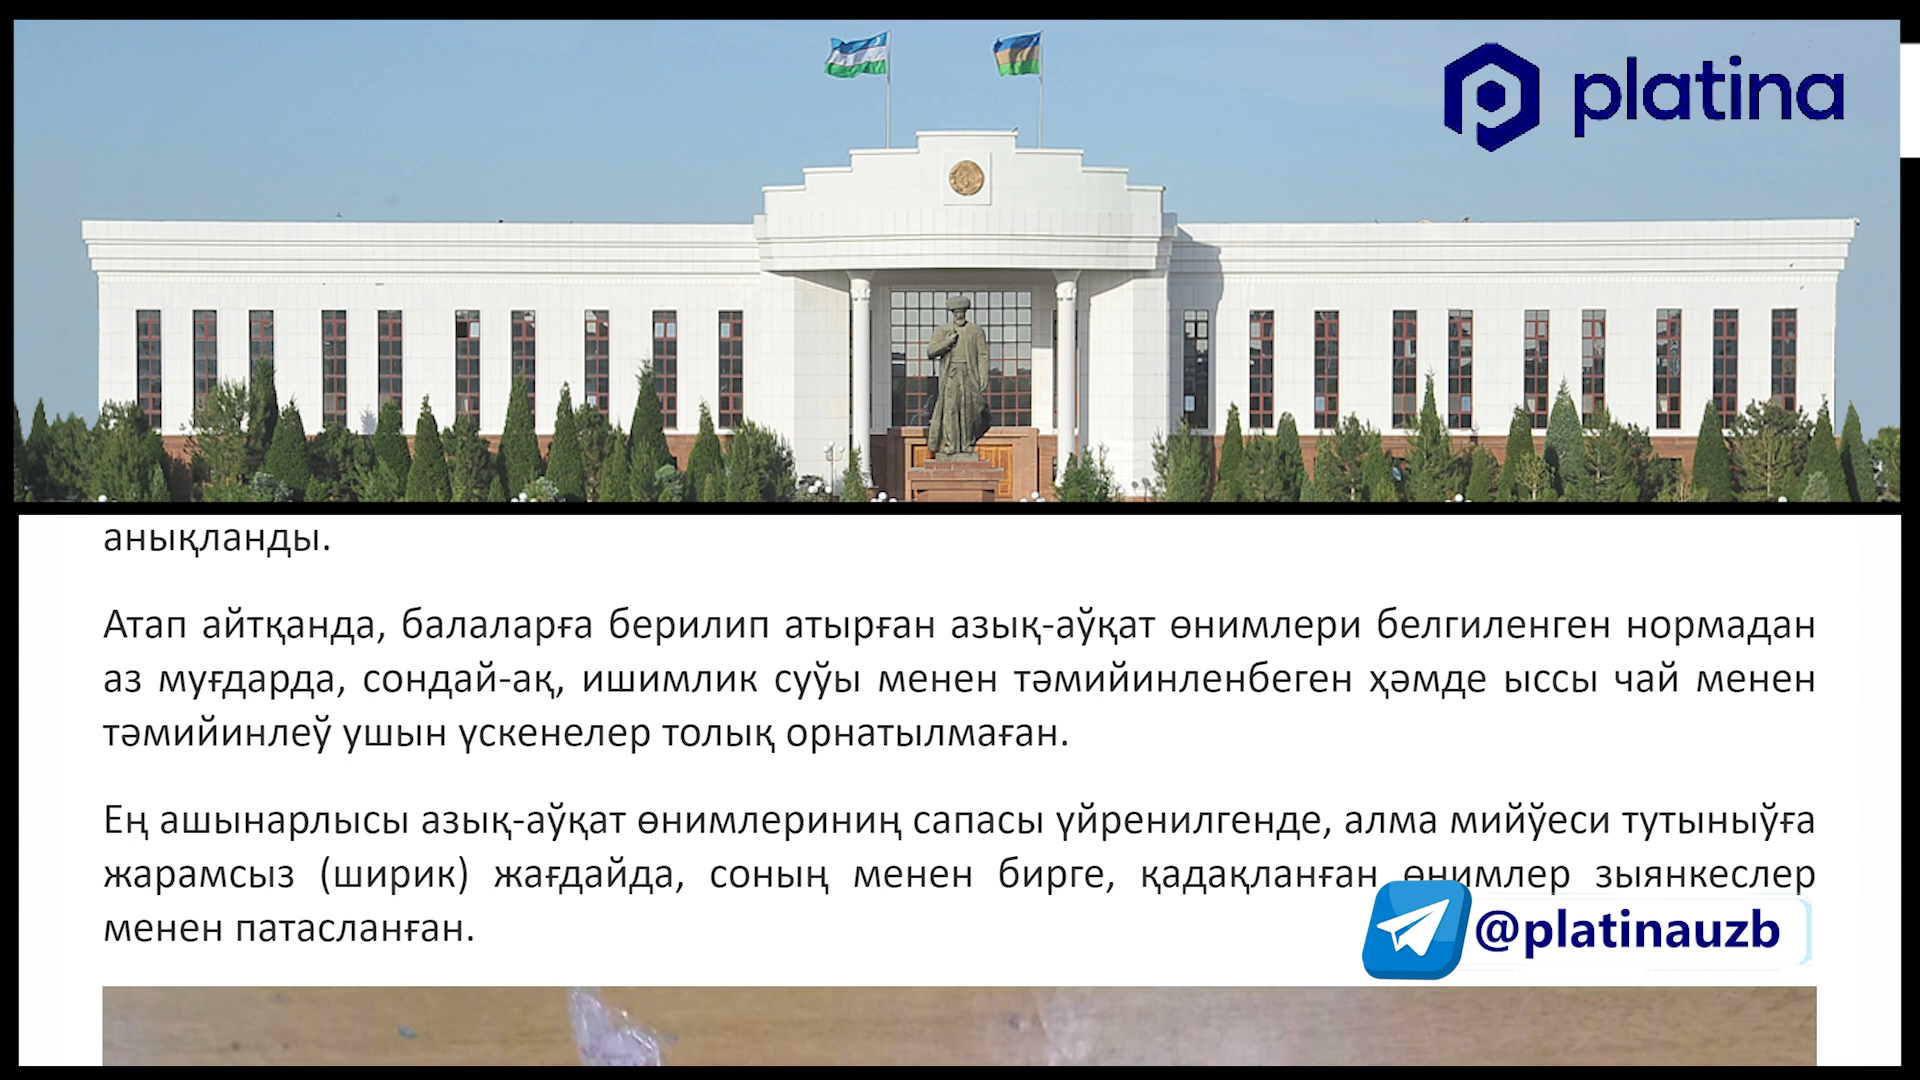 platina
анықланды.
Атап айтқанда, балаларға берилип атырған азық-аўқат өнимлери белгиленген нормадан
аз муғдарда, сондай-ақ, ишимлик суўы менен тәмийинленбеген ҳәмде ыссы чай менен
тәмийинлеў ушын үскенелер толық орнатылмаған.
Ең ашынарлысы азық-аўқат өнимлериниң сапасы үйренилгенде, алма мийўеси тутыныўға
жарамсыз (ширик) жағдайда, соның менен бирге, қадақланған өнимлер зыянкеслер
менен патасланған.
@platinauzb